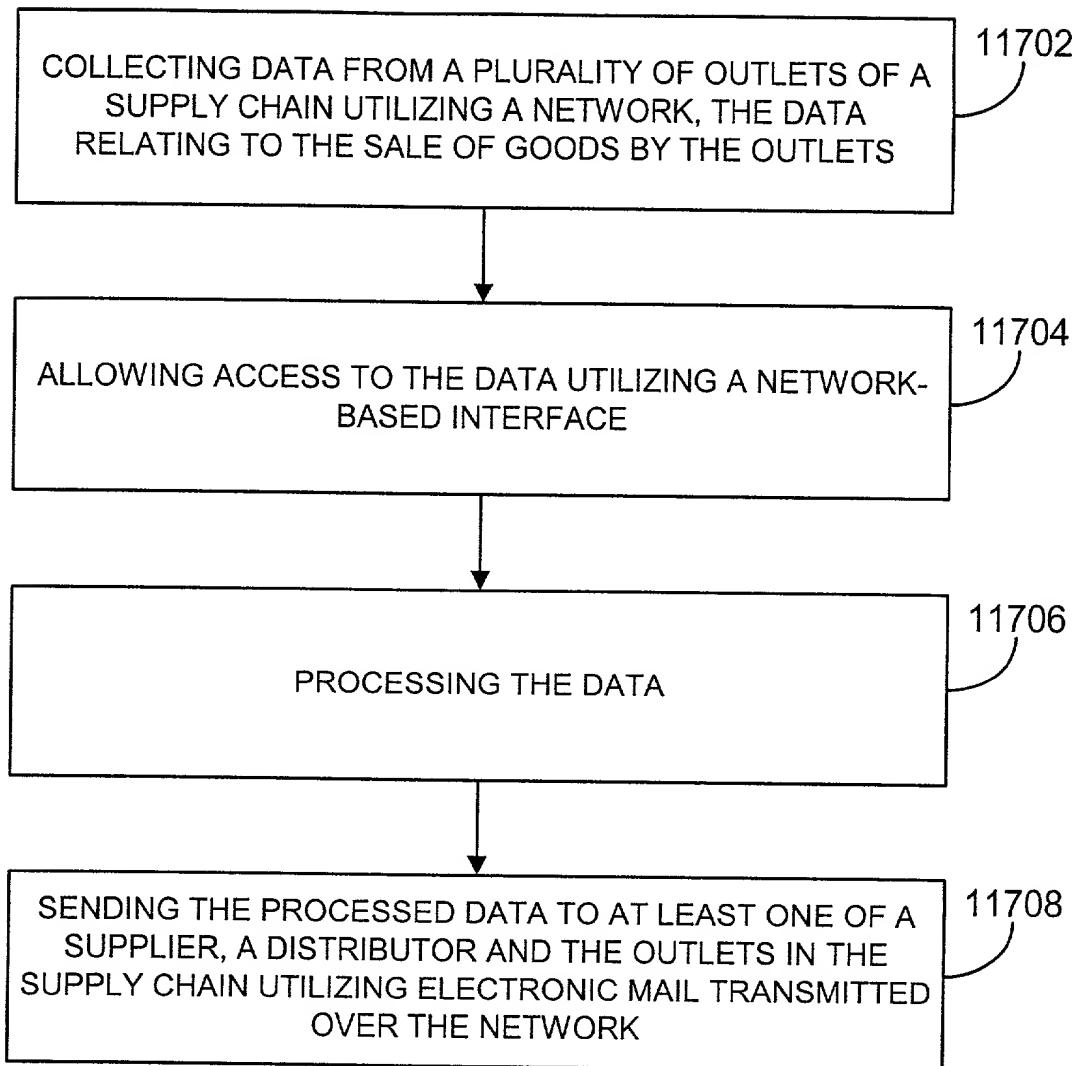 11702
COLLECTING DATA FROM A PLURALITY OF OUTLETS OF A
SUPPLY CHAIN UTILIZING A NETWORK, THE DATA
RELATING TO THE SALE OF GOODS BY THE OUTLETS
11704
ALLOWING ACCESS TO THE DATA UTILIZING A NETWORK-
BASED INTERFACE
11706
PROCESSING THE DATA
11708
SENDING THE PROCESSED DATA TO AT LEAST ONE OF A
SUPPLIER, A DISTRIBUTOR AND THE OUTLETS IN THE
SUPPLY CHAIN UTILIZING ELECTRONIC MAIL TRANSMITTED
OVER THE NETWORK